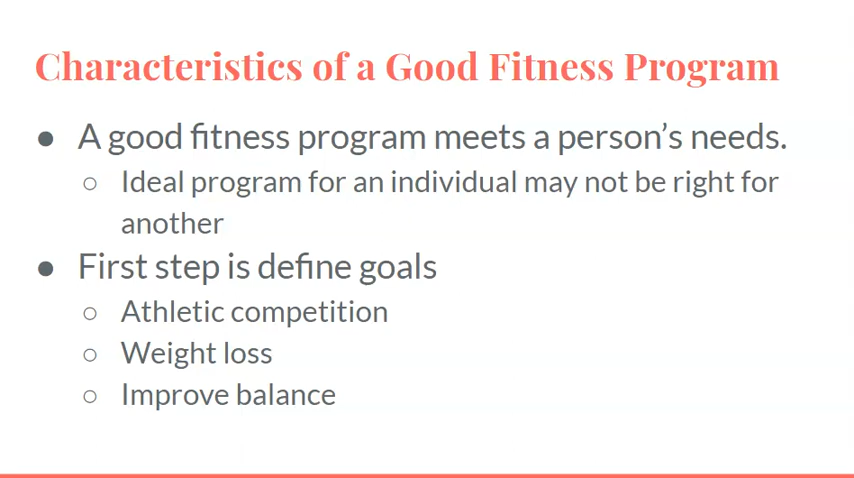 Characteristics of a Good Fitness Program
● A good fitness program meets a person's needs.
○ Ideal program for an individual may not be right for
another
● First step is define goals
○ Athletic competition
○ Weight loss
○ Improve balance